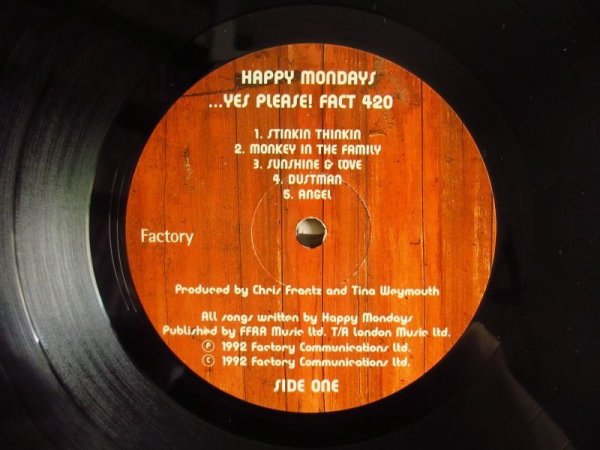 HAPPY MONDAYS
...YES PLEASE! FACT 420
1. STINKIN THINKIN
2. MONKEY IN THE FAMILY
3. SUNSHINE & LOVE
4. DUSTMAN
5. ANGEL
Factory
Produced by Chris Frantz and Tina Weymouth
All songs written by Happy Mondays
Published by FFRR Music Ltd. T/A London Music Ltd.
℗ 1992 Factory Communications Ltd.
© 1992 Factory Communications Ltd.
SIDE ONE